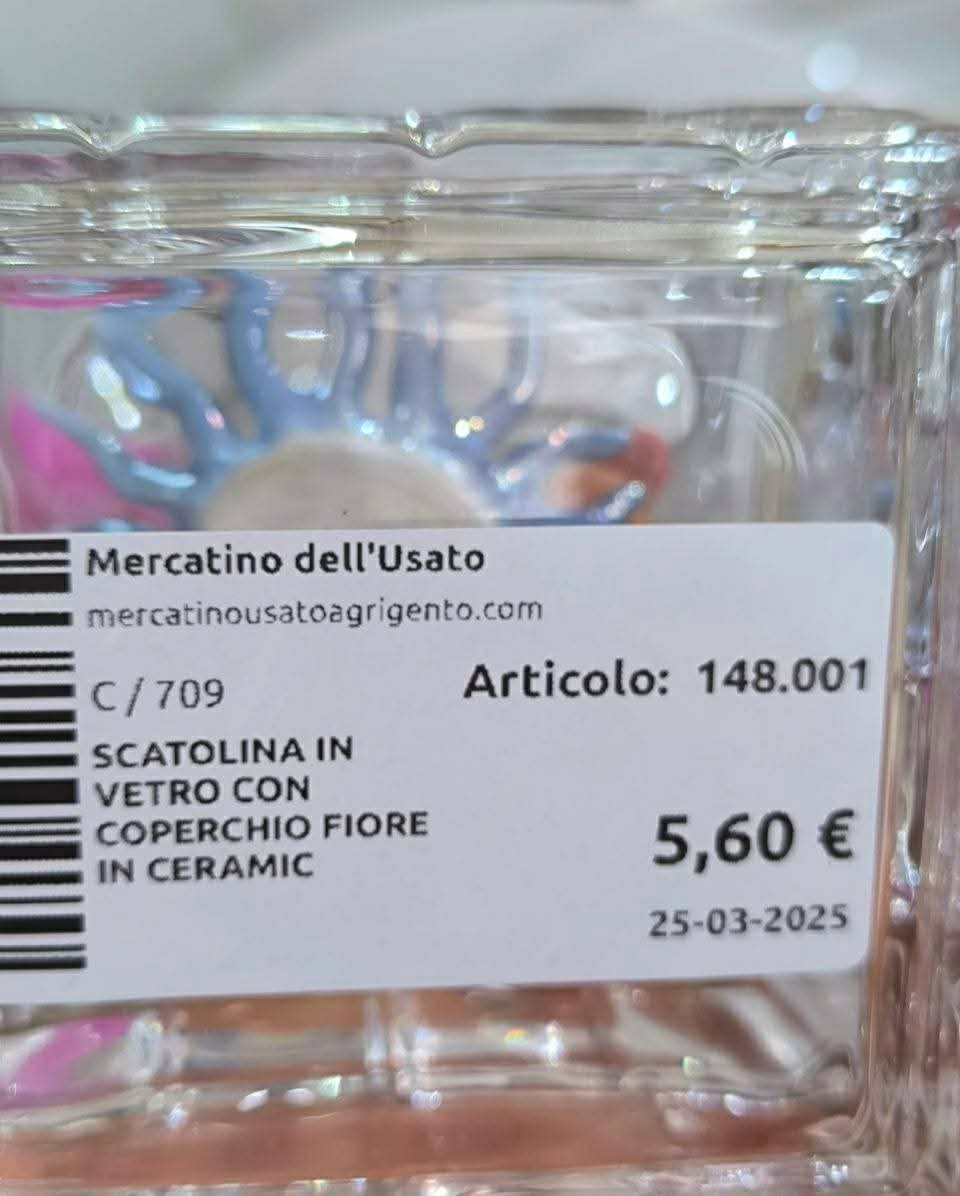 Mercatino dell'Usato
mercatinousatoagrigento.com
C / 709
Articolo: 148.001
SCATOLINA IN
VETRO CON
COPERCHIO FIORE
IN CERAMIC
5,60 €
25-03-2025